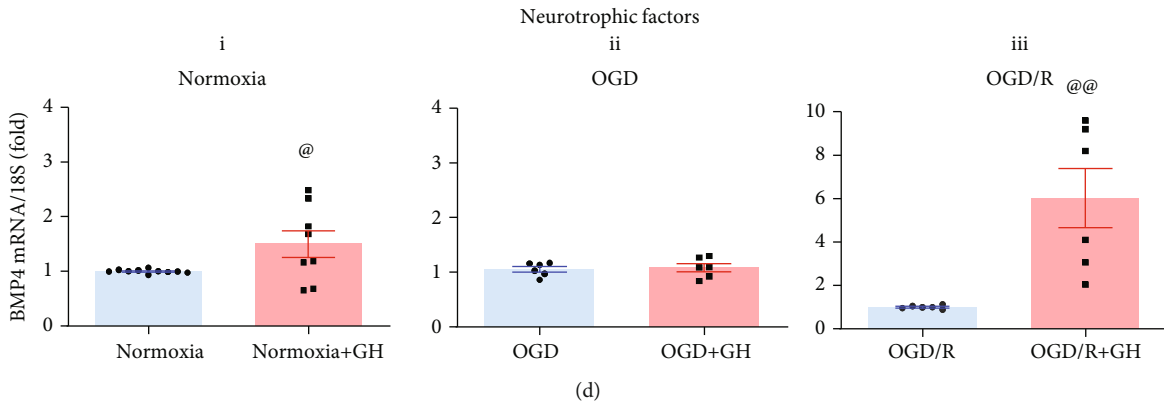 Neurotrophic factors
i
ii
iii
Normoxia
OGD
OGD/R
BMP4 mRNA/18S (fold)
4
3
2
1
0
@
Normoxia
Normoxia+GH
4
3
2
1
0
OGD
OGD+GH
10
8
6
4
2
0
@@
OGD/R
OGD/R+GH
(d)